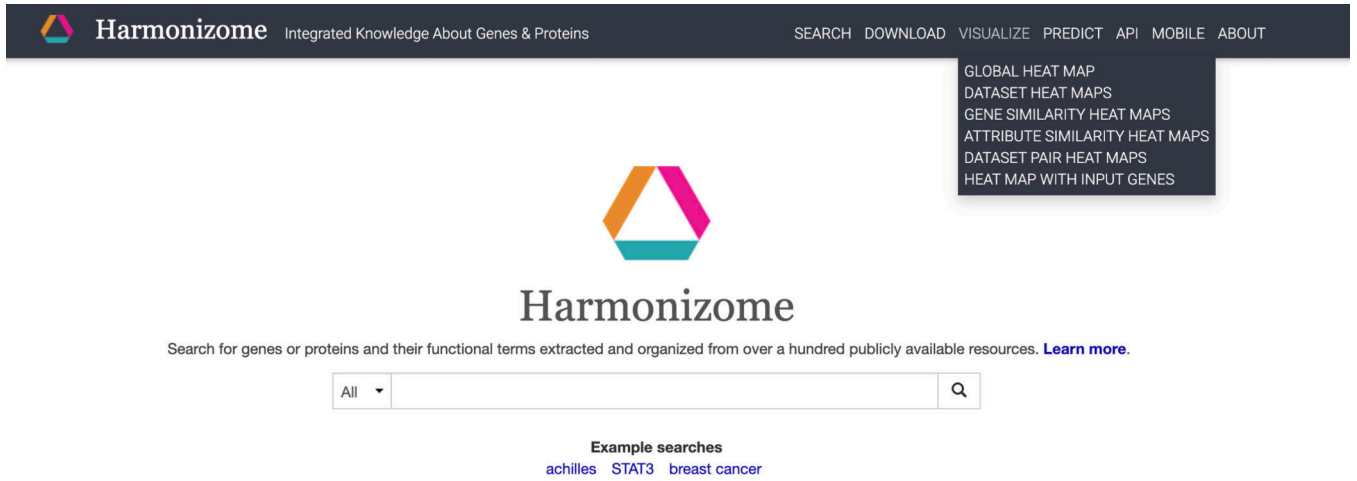 Harmonizome Integrated Knowledge About Genes & Proteins SEARCH DOWNLOAD VISUALIZE PREDICT API MOBILE ABOUT
GLOBAL HEAT MAP
DATASET HEAT MAPS
GENE SIMILARITY HEAT MAPS
ATTRIBUTE SIMILARITY HEAT MAPS
DATASET PAIR HEAT MAPS
HEAT MAP WITH INPUT GENES
Harmonizome
Search for genes or proteins and their functional terms extracted and organized from over a hundred publicly available resources. Learn more.
All
Example searches
achilles STAT3 breast cancer